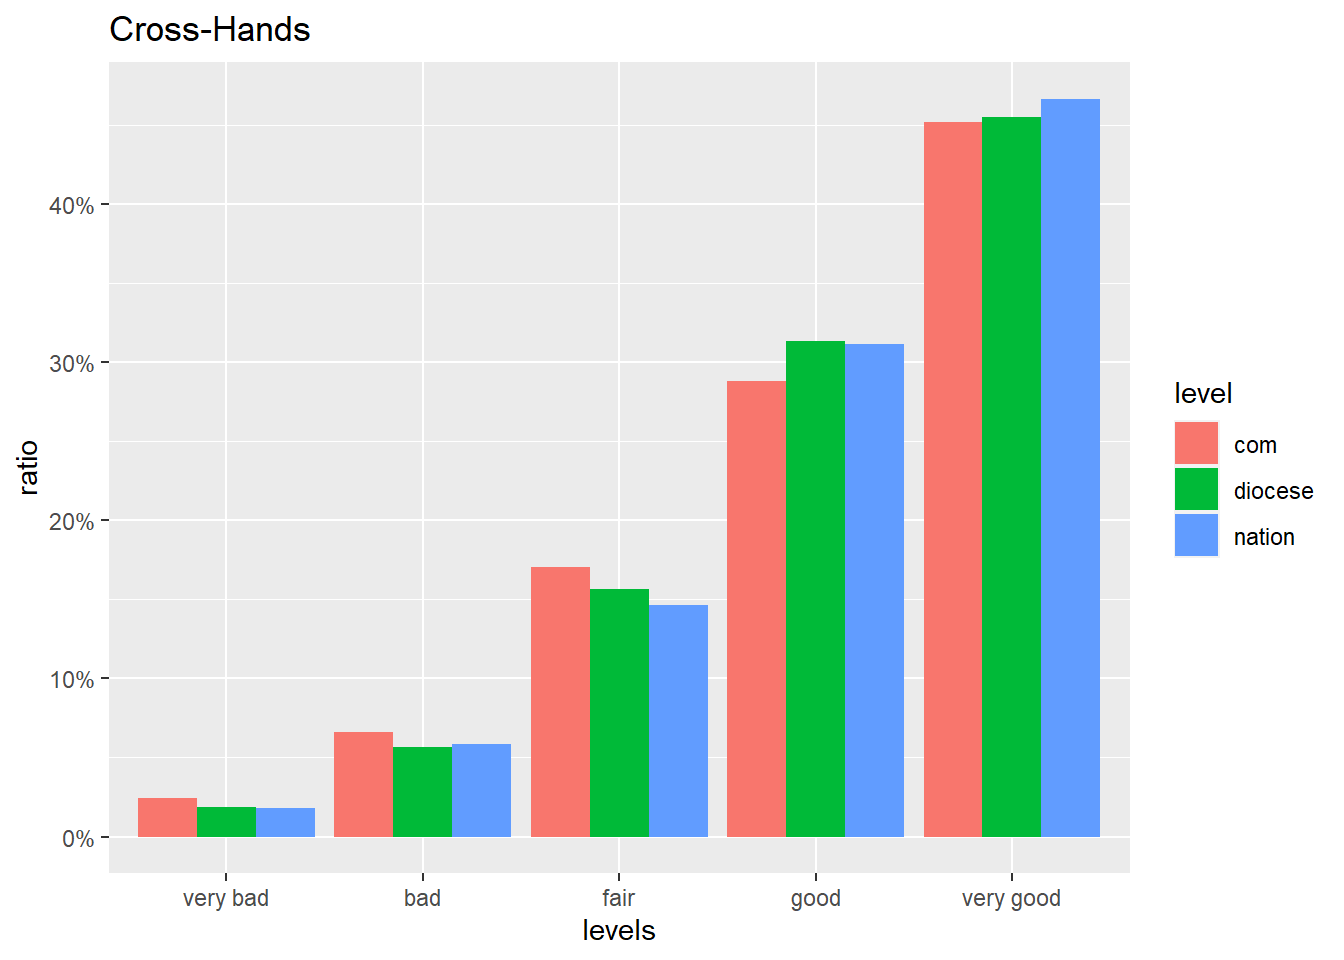 Cross-Hands
40%
30%
20%
10%
0%
ratio
very bad
bad
fair
good
very good
levels
level
com
diocese
nation